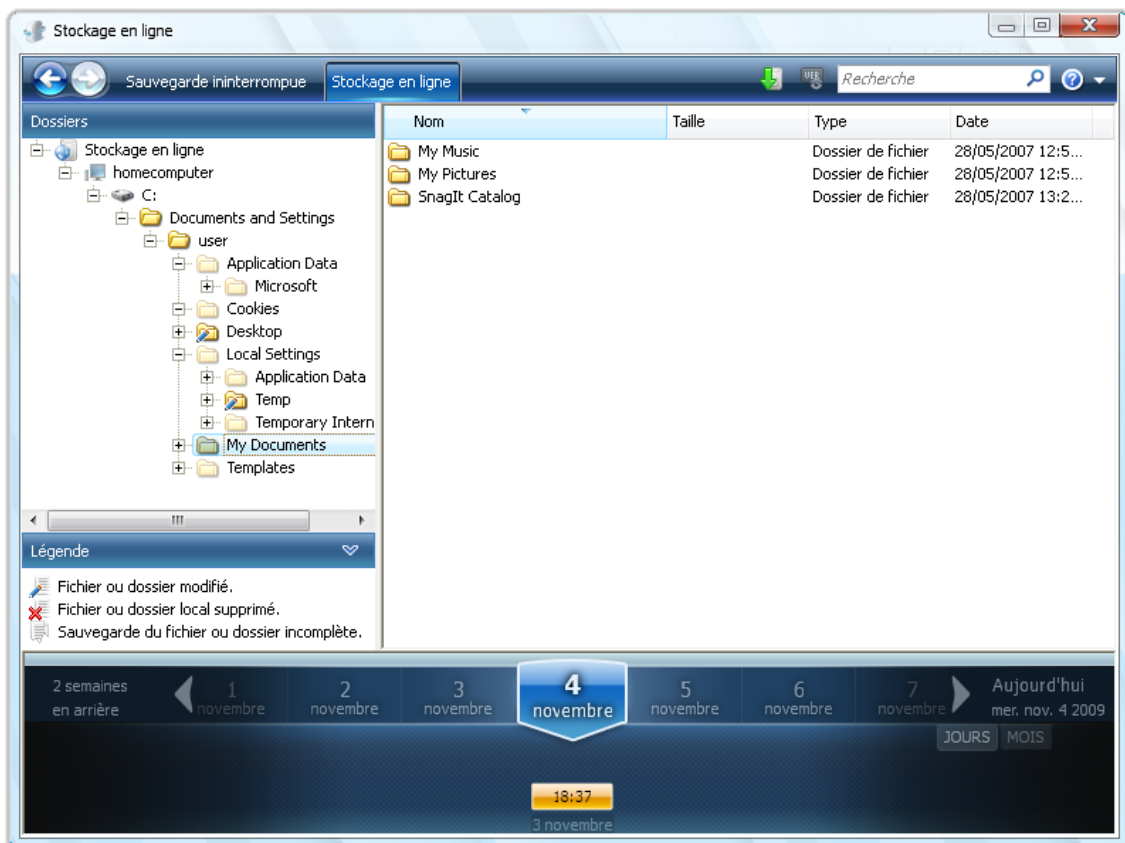 Stockage en ligne
Sauvegarde ininterrompue Stockage en ligne VER Recherche
Dossiers
Stockage en ligne
homecomputer
C:
Documents and Settings
user
Application Data
Microsoft
Cookies
Desktop
Local Settings
Application Data
Temp
Temporary Intern
My Documents
Templates
Nom Taille Type Date
My Music Dossier de fichier 28/05/2007 12:5...
My Pictures Dossier de fichier 28/05/2007 12:5...
SnagIt Catalog Dossier de fichier 28/05/2007 13:2...
Légende
Fichier ou dossier modifié.
Fichier ou dossier local supprimé.
Sauvegarde du fichier ou dossier incomplète.
2 semaines
en arrière
1
novembre
2
novembre
3
novembre
4
novembre
5
novembre
6
novembre
7
novembre
Aujourd'hui
mer. nov. 4 2009
JOURS MOIS
18:37
3 novembre